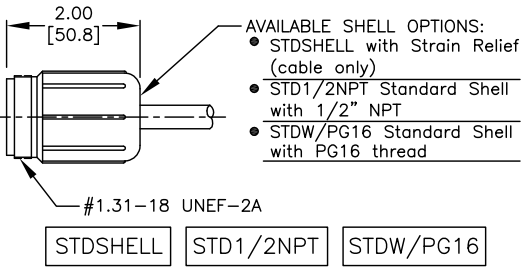 2.00
[50.8]
AVAILABLE SHELL OPTIONS:
● STDSHELL with Strain Relief
(cable only)
● STD1/2NPT Standard Shell
with 1/2" NPT
● STDW/PG16 Standard Shell
with PG16 thread
#1.31-18 UNEF-2A
STDSHELL
STD1/2NPT
STDW/PG16